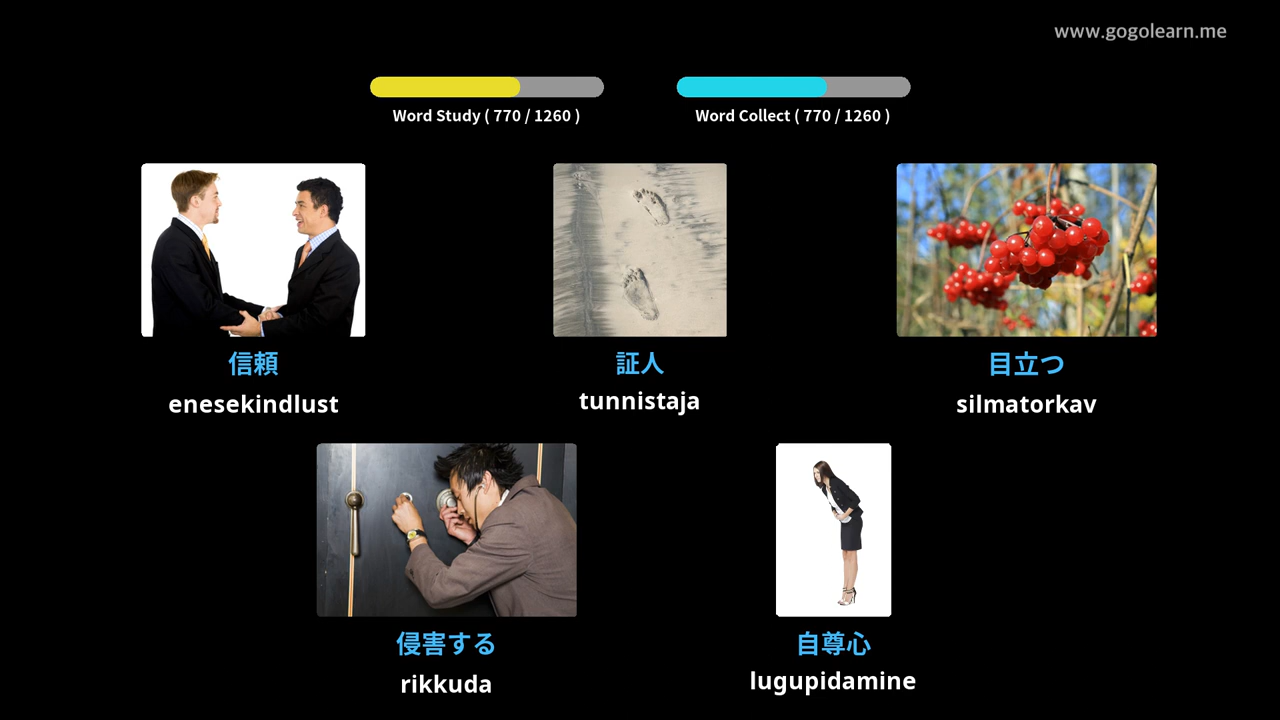 www.gogolearn.me
Word Study ( 770 / 1260 )
Word Collect ( 770 / 1260 )
信頼
enesekindlust
証人
tunnistaja
目立つ
silmatorkav
侵害する
rikkuda
自尊心
lugupidamine